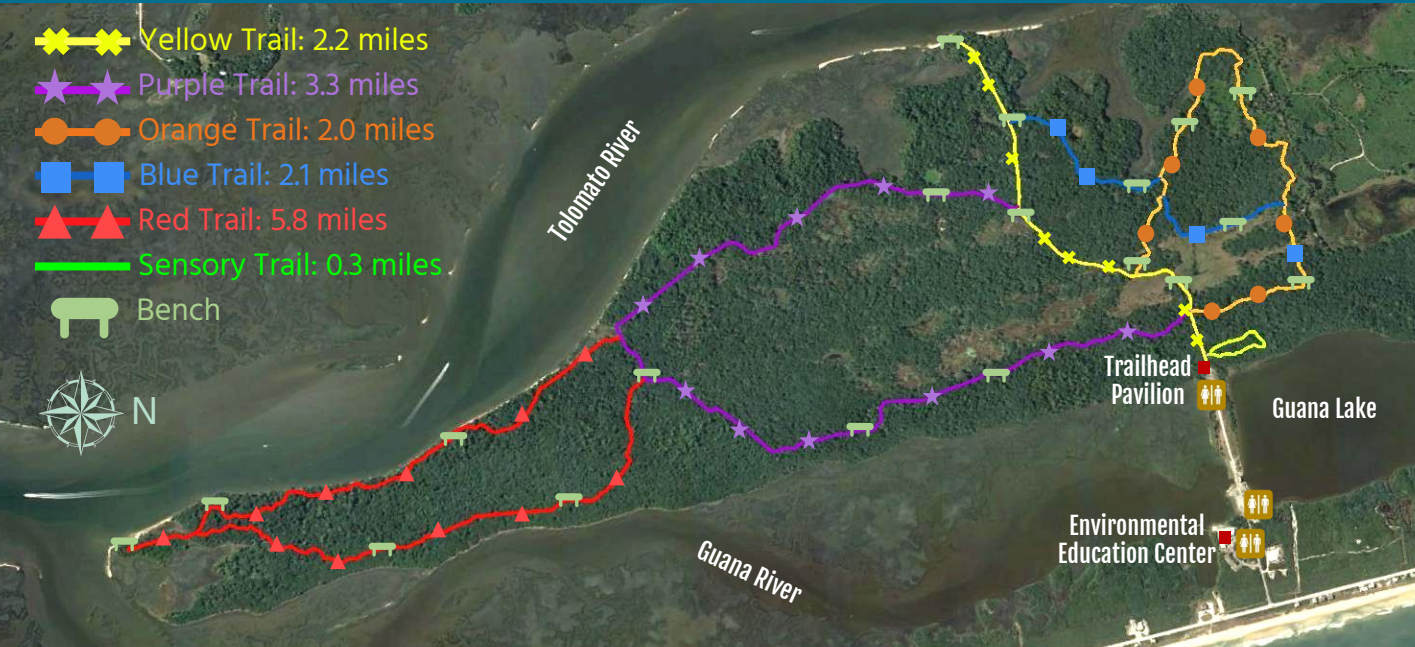 Yellow Trail: 2.2 miles
Purple Trail: 3.3 miles
Orange Trail: 2.0 miles
Blue Trail: 2.1 miles
Red Trail: 5.8 miles
Sensory Trail: 0.3 miles
Bench
N
Tolomato River
Trailhead
Pavilion
Guana Lake
Environmental
Education Center
Guana River